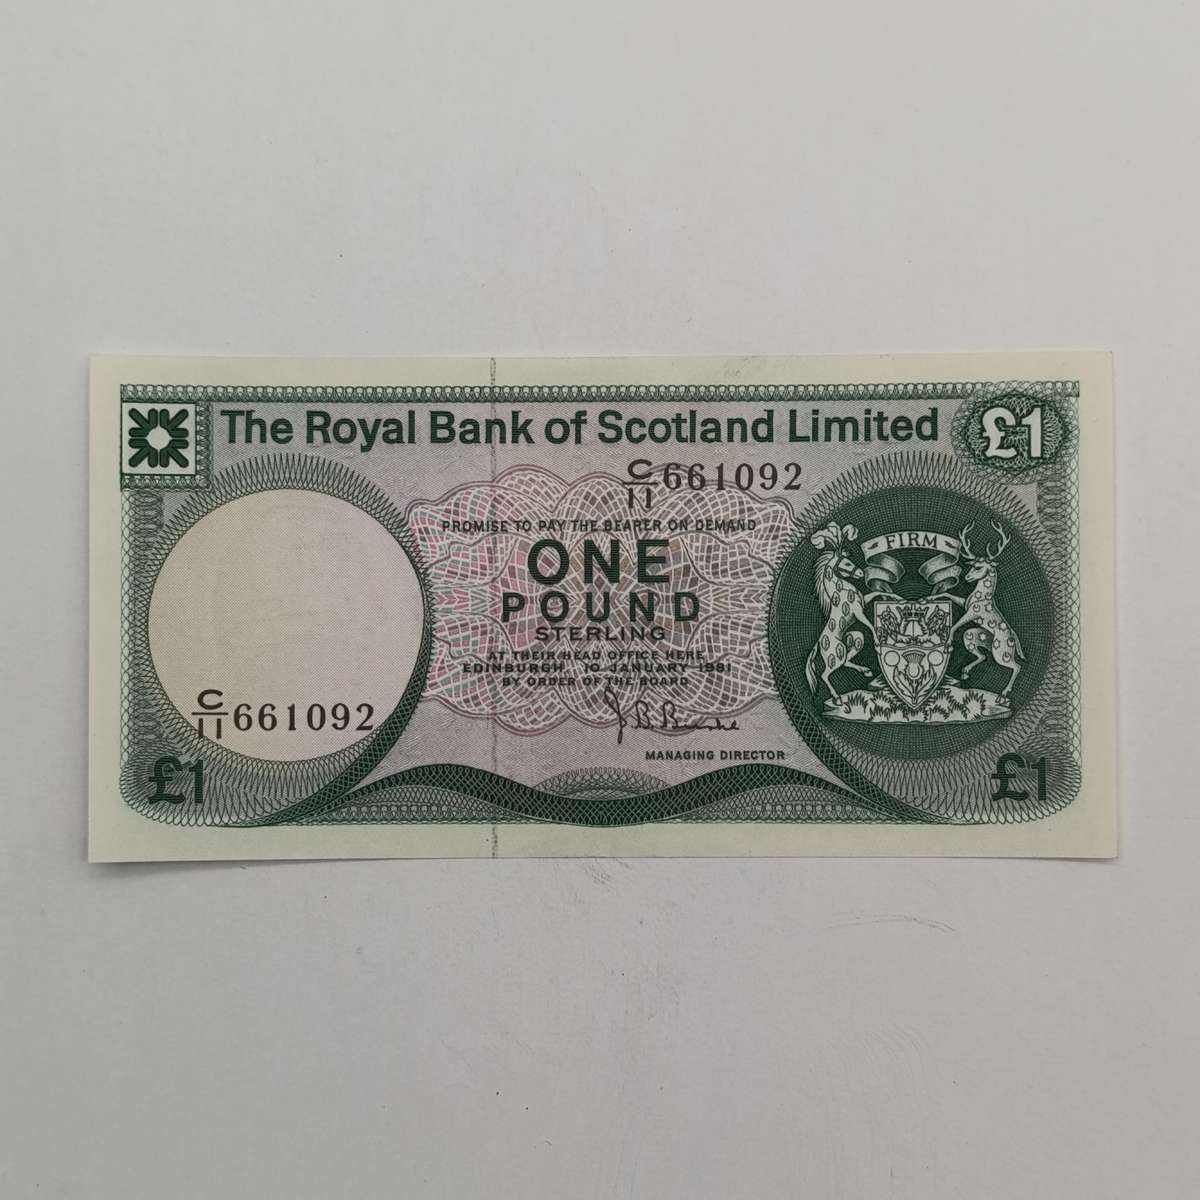 The Royal Bank of Scotland Limited
£1
C/11 661092
PROMISE TO PAY THE BEARER ON DEMAND
ONE
POUND
STERLING
AT THEIR HEAD OFFICE HERE
EDINBURGH 10 JANUARY 1981
BY ORDER OF THE BOARD
MANAGING DIRECTOR
FIRM
C/11 661092
£1
£1